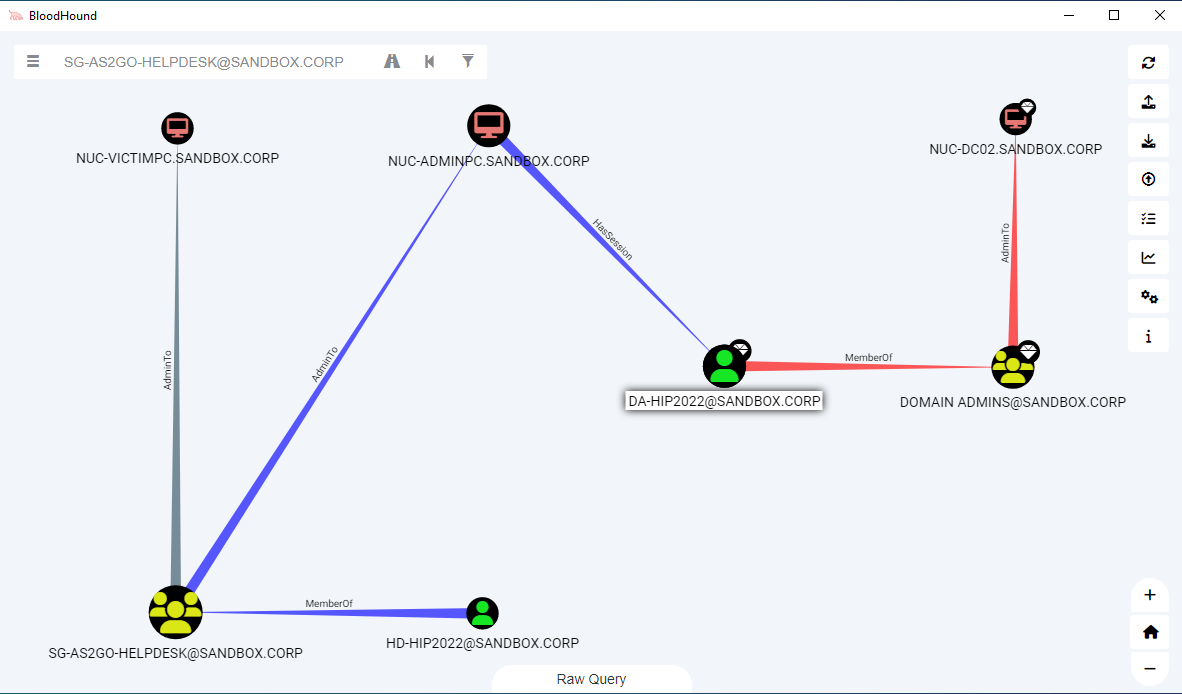 BloodHound
SG-AS2GO-HELPDESK@SANDBOX.CORP
NUC-VICTIMPC.SANDBOX.CORP
NUC-ADMINPC.SANDBOX.CORP
NUC-DC02.SANDBOX.CORP
HasSession
AdminTo
AdminTo
AdminTo
MemberOf
DA-HIP2022@SANDBOX.CORP
DOMAIN ADMINS@SANDBOX.CORP
MemberOf
SG-AS2GO-HELPDESK@SANDBOX.CORP
HD-HIP2022@SANDBOX.CORP
Raw Query